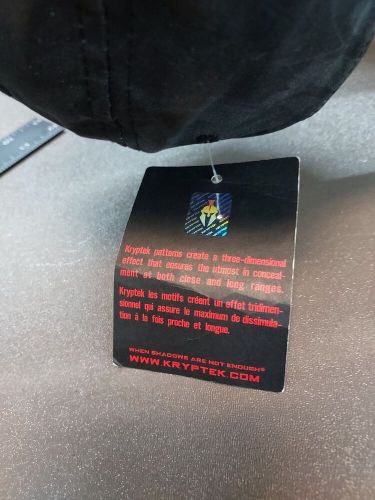 Kryptek patterns create a three-dimensional
effect that ensures the utmost in conceal-
ment at both close and long ranges.
Kryptek les motifs créent un effet tridimen-
sionnel qui assure le maximum de dissimula-
tion à la fois proche et longue.
WHEN SHADOWS ARE NOT ENOUGH®
WWW.KRYPTEK.COM